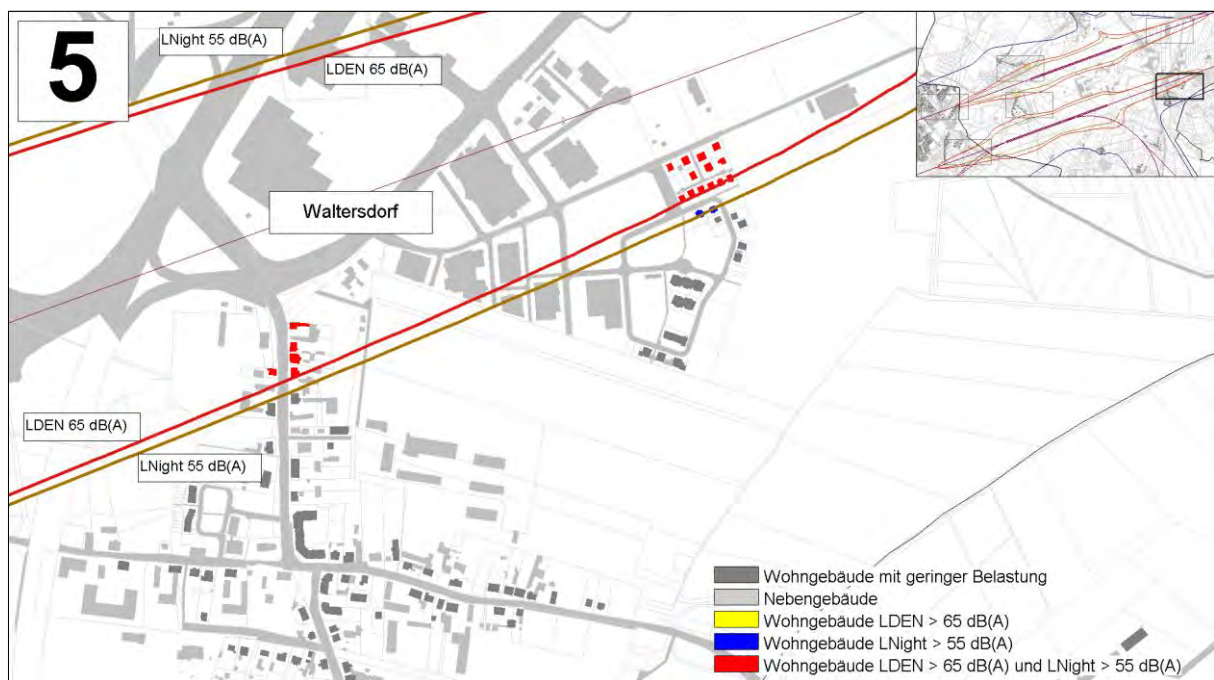 5
LNight 55 dB(A)
LDEN 65 dB(A)
Waltersdorf
LDEN 65 dB(A)
LNight 55 dB(A)
Wohngebäude mit geringer Belastung
Nebengebäude
Wohngebäude LDEN > 65 dB(A)
Wohngebäude LNight > 55 dB(A)
Wohngebäude LDEN > 65 dB(A) und LNight > 55 dB(A)